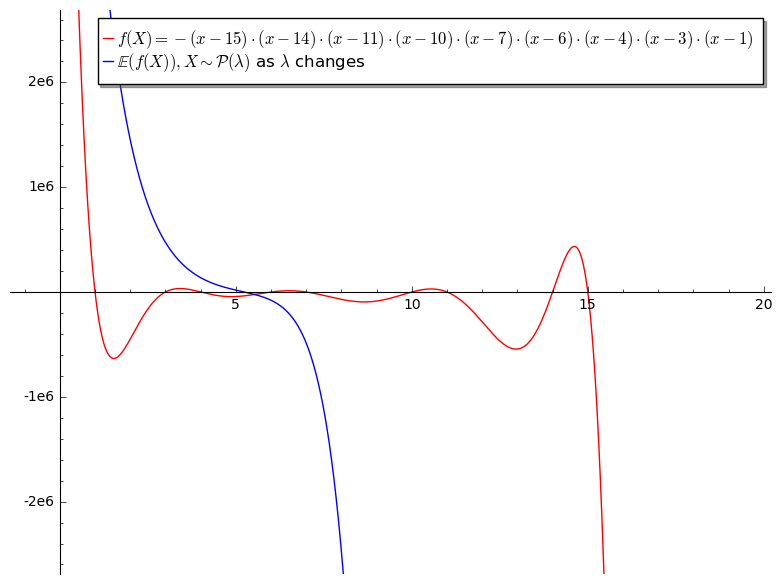 f(X) = −(x−15)·(x−14)·(x−11)·(x−10)·(x−7)·(x−6)·(x−4)·(x−3)·(x−1)
𝔼(f(X)), X∼𝒫(λ) as λ changes
2e6
1e6
5 10 15 20
-1e6
-2e6